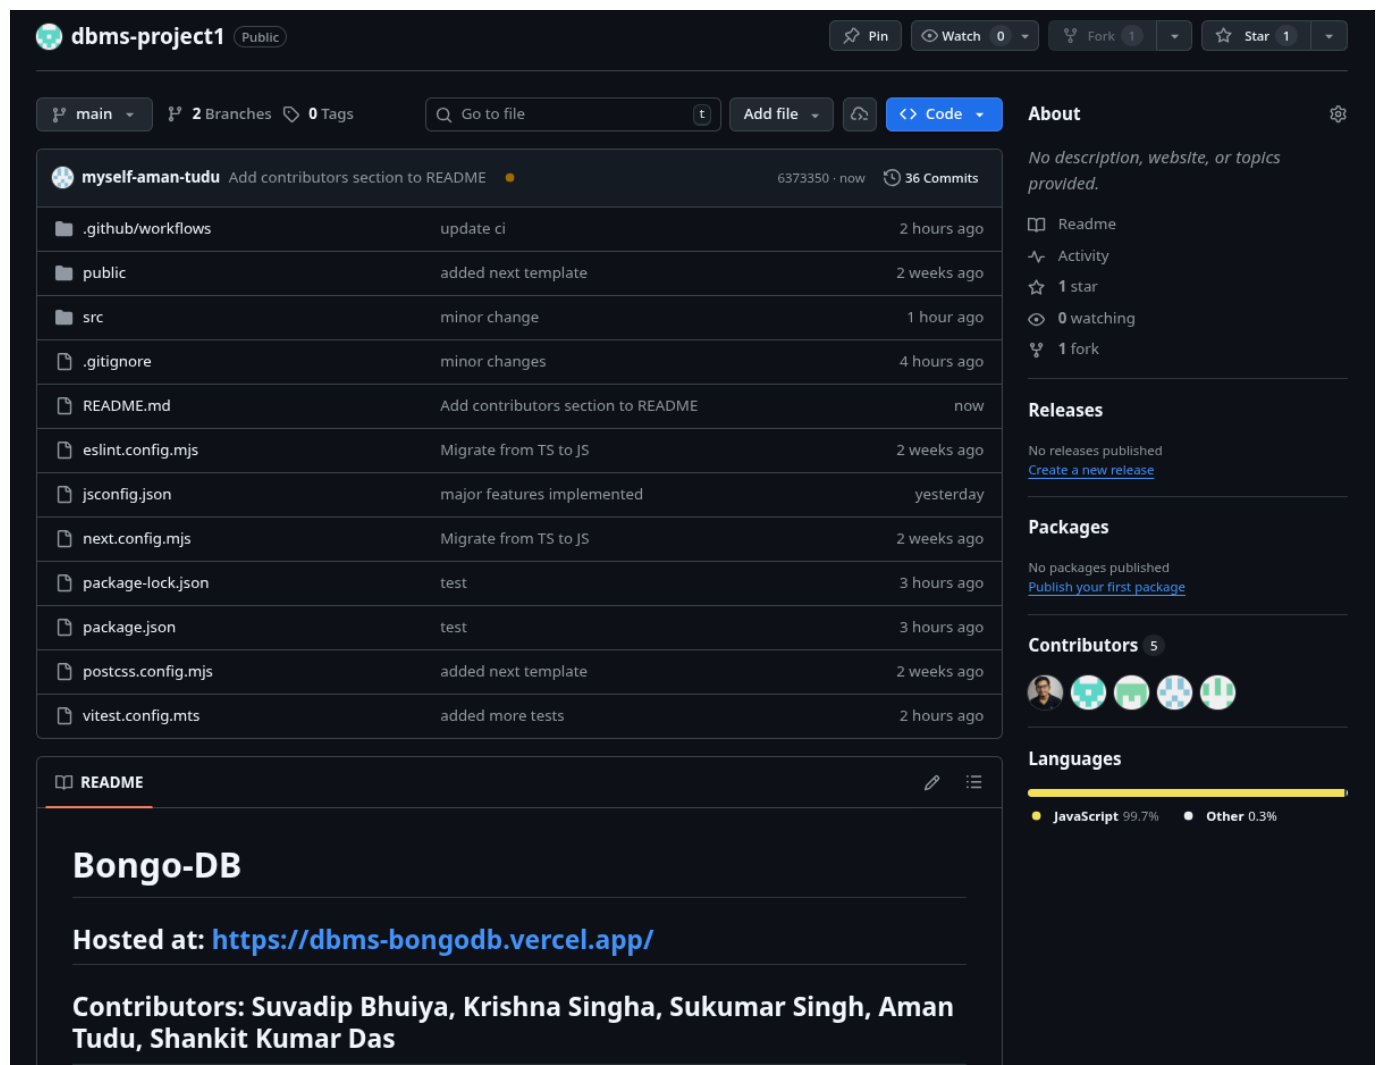 dbms-project1 Public Pin Watch 0 Fork 1 Star 1
main 2 Branches 0 Tags Go to file t Add file Code
myself-aman-tudu Add contributors section to README 6373350 · now 36 Commits
.github/workflows update ci 2 hours ago
public added next template 2 weeks ago
src minor change 1 hour ago
.gitignore minor changes 4 hours ago
README.md Add contributors section to README now
eslint.config.mjs Migrate from TS to JS 2 weeks ago
jsconfig.json major features implemented yesterday
next.config.mjs Migrate from TS to JS 2 weeks ago
package-lock.json test 3 hours ago
package.json test 3 hours ago
postcss.config.mjs added next template 2 weeks ago
vitest.config.mts added more tests 2 hours ago
README
Bongo-DB
Hosted at: https://dbms-bongodb.vercel.app/
Contributors: Suvadip Bhuiya, Krishna Singha, Sukumar Singh, Aman
Tudu, Shankit Kumar Das
About
No description, website, or topics
provided.
Readme
Activity
1 star
0 watching
1 fork
Releases
No releases published
Create a new release
Packages
No packages published
Publish your first package
Contributors 5
Languages
JavaScript 99.7% Other 0.3%